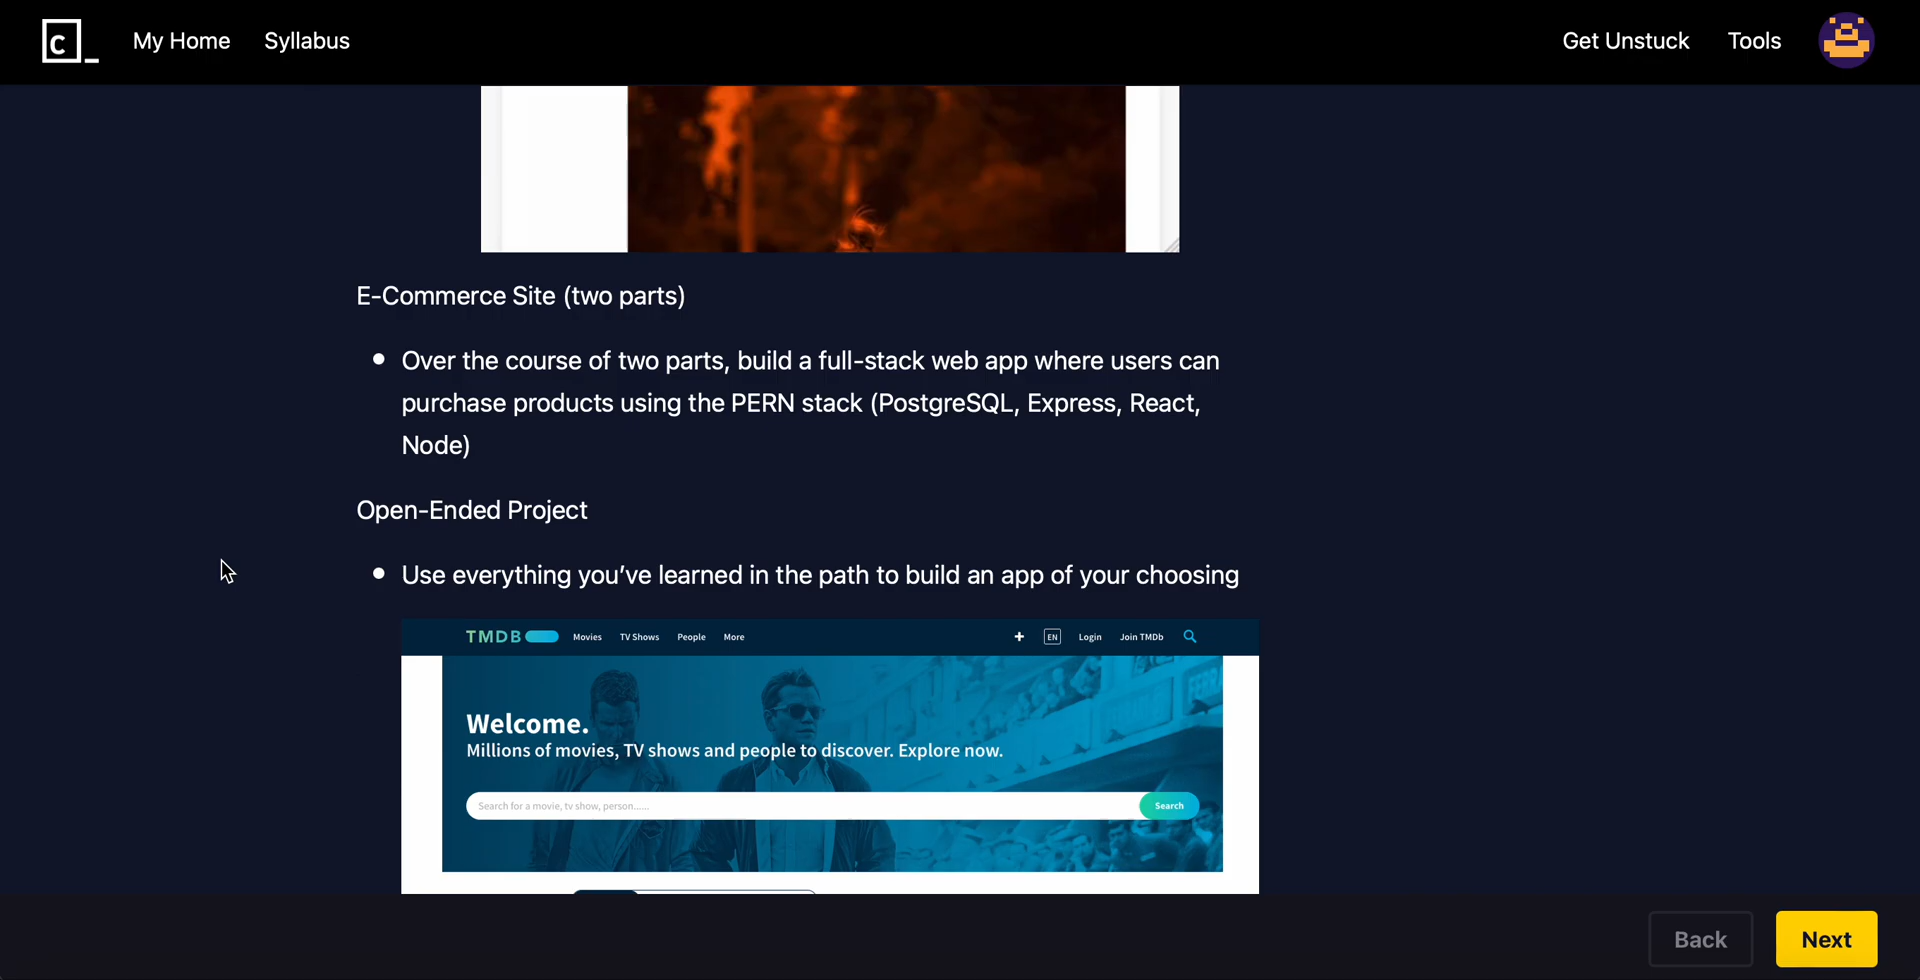 c
My Home Syllabus Get Unstuck Tools
E-Commerce Site (two parts)
Over the course of two parts, build a full-stack web app where users can
purchase products using the PERN stack (PostgreSQL, Express, React,
Node)
Open-Ended Project
Use everything you’ve learned in the path to build an app of your choosing
TMDB Movies TV Shows People More EN Login Join TMDb
Welcome.
Millions of movies, TV shows and people to discover. Explore now.
Search for a movie, tv show, person...... Search
Back Next